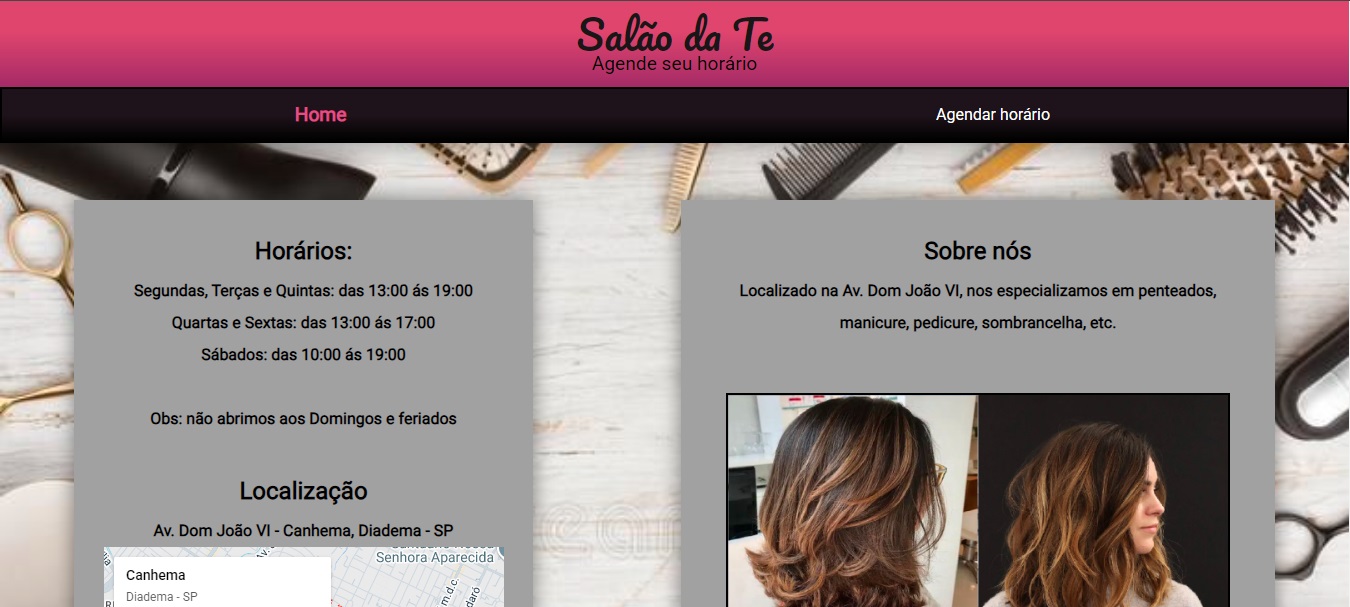 Salão da Te
Agende seu horário
Home
Agendar horário
Horários:
Segundas, Terças e Quintas: das 13:00 ás 19:00
Quartas e Sextas: das 13:00 ás 17:00
Sábados: das 10:00 ás 19:00
Obs: não abrimos aos Domingos e feriados
Localização
Av. Dom João VI - Canhema, Diadema - SP
Senhora Aparecida
Canhema
Diadema - SP
Sobre nós
Localizado na Av. Dom João VI, nos especializamos em penteados,
manicure, pedicure, sombrancelha, etc.